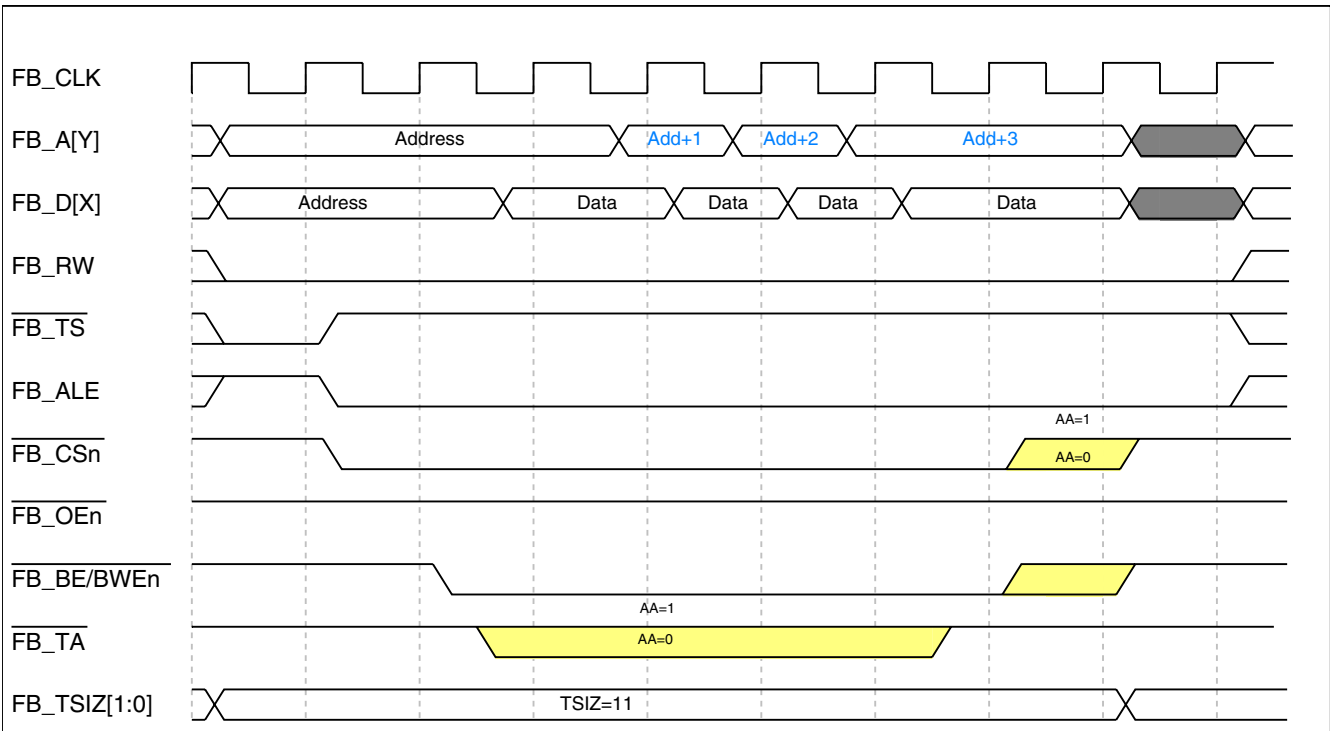 FB_CLK
FB_A[Y] Address Add+1 Add+2 Add+3
FB_D[X] Address Data Data Data Data
FB_RW
FB_TS
FB_ALE
AA=1
FB_CSn AA=0
FB_OEn
FB_BE/BWEn
AA=1
FB_TA AA=0
FB_TSIZ[1:0] TSIZ=11